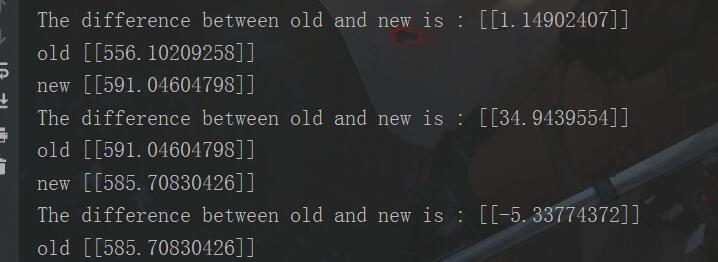 The difference between old and new is : [[1.14902407]]
old [[556.10209258]]
new [[591.04604798]]
The difference between old and new is : [[34.9439554]]
old [[591.04604798]]
new [[585.70830426]]
The difference between old and new is : [[-5.33774372]]
old [[585.70830426]]